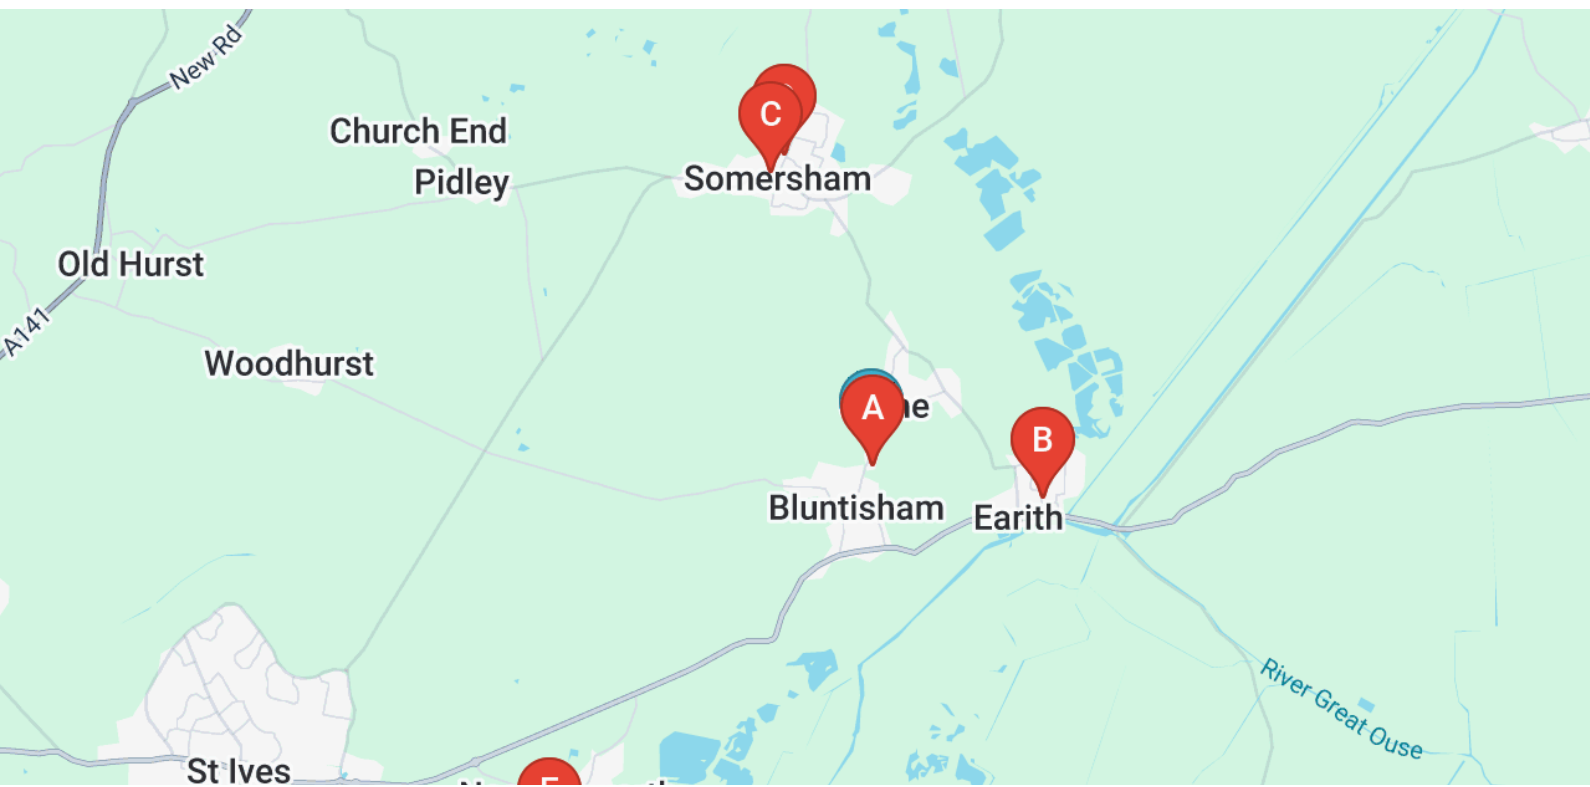 New Rd
C
Church End
Somersham
Pidley
Old Hurst
A141
Woodhurst
A
B
Bluntisham
Earith
River Great Ouse
St Ives